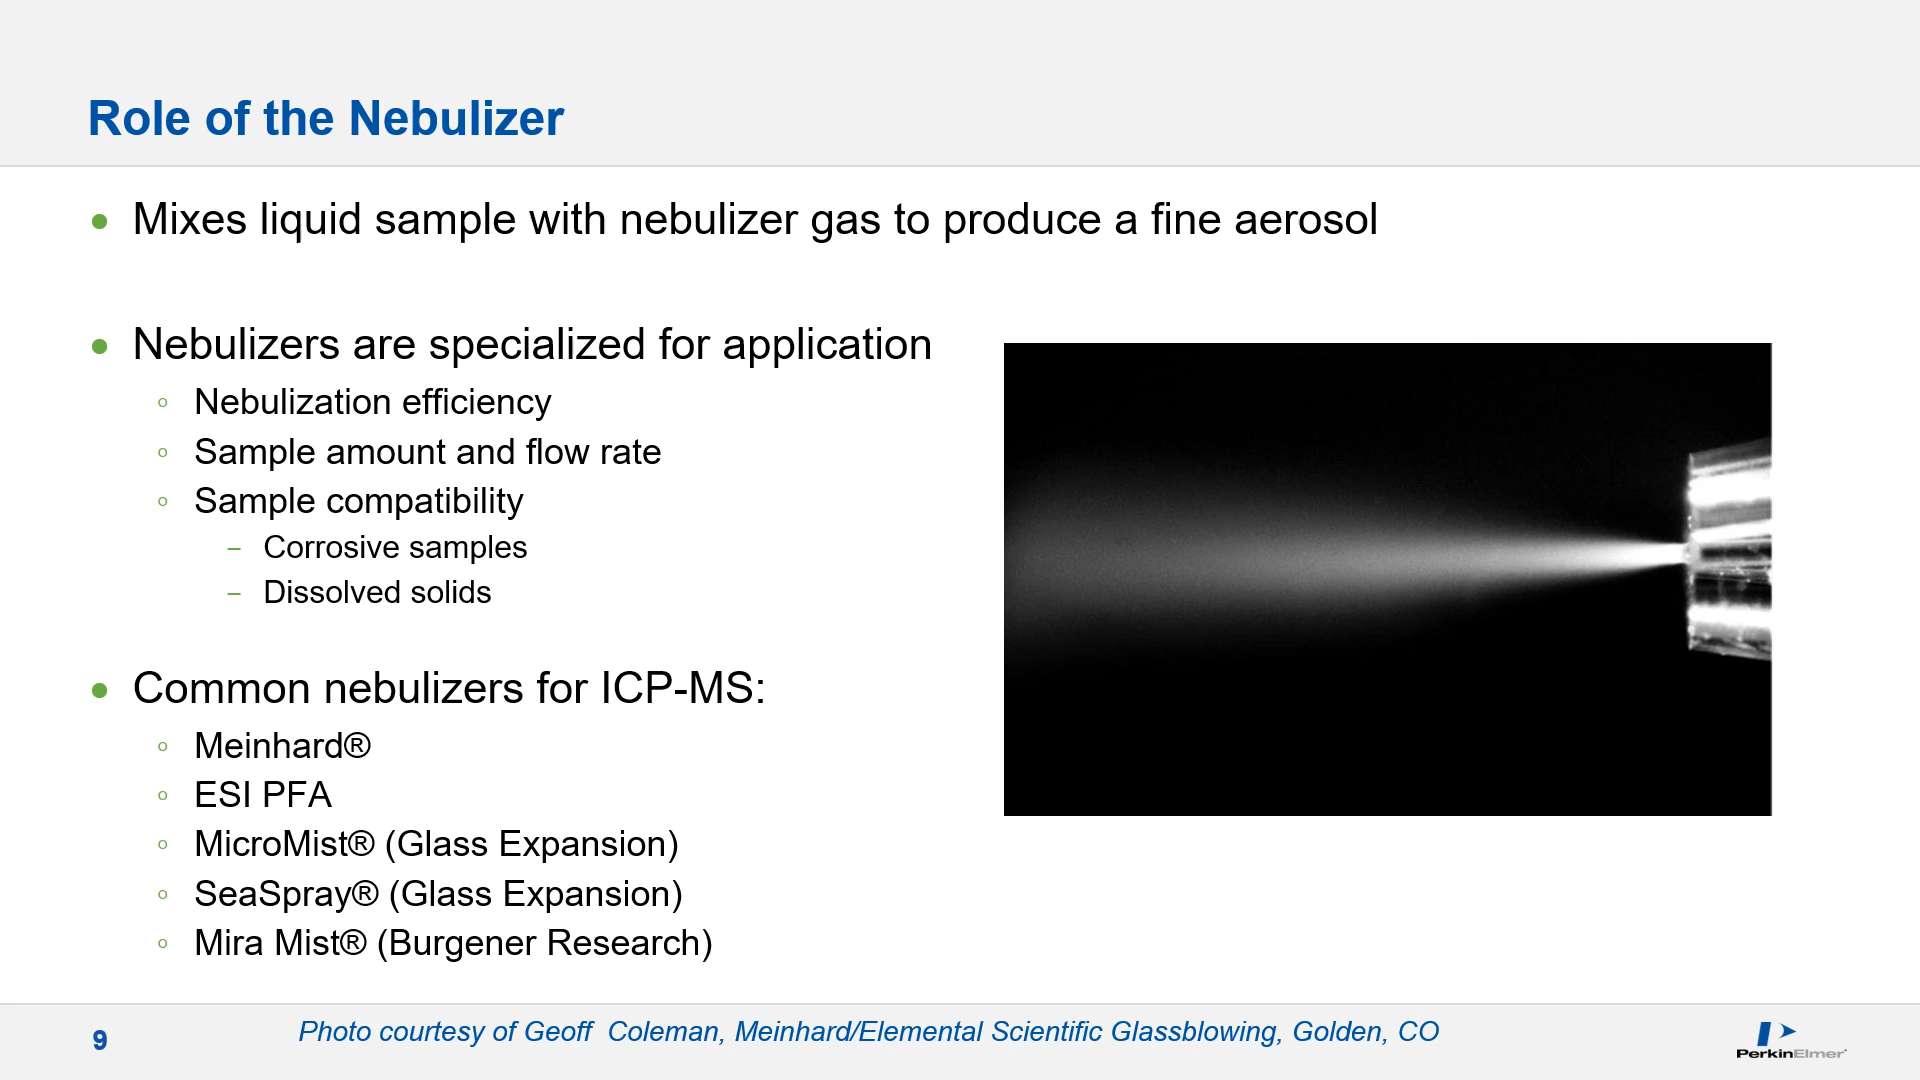 Role of the Nebulizer
Mixes liquid sample with nebulizer gas to produce a fine aerosol
Nebulizers are specialized for application
Nebulization efficiency
Sample amount and flow rate
Sample compatibility
Corrosive samples
Dissolved solids
Common nebulizers for ICP-MS:
Meinhard®
ESI PFA
MicroMist® (Glass Expansion)
SeaSpray® (Glass Expansion)
Mira Mist® (Burgener Research)
9
Photo courtesy of Geoff Coleman, Meinhard/Elemental Scientific Glassblowing, Golden, CO
PerkinElmer